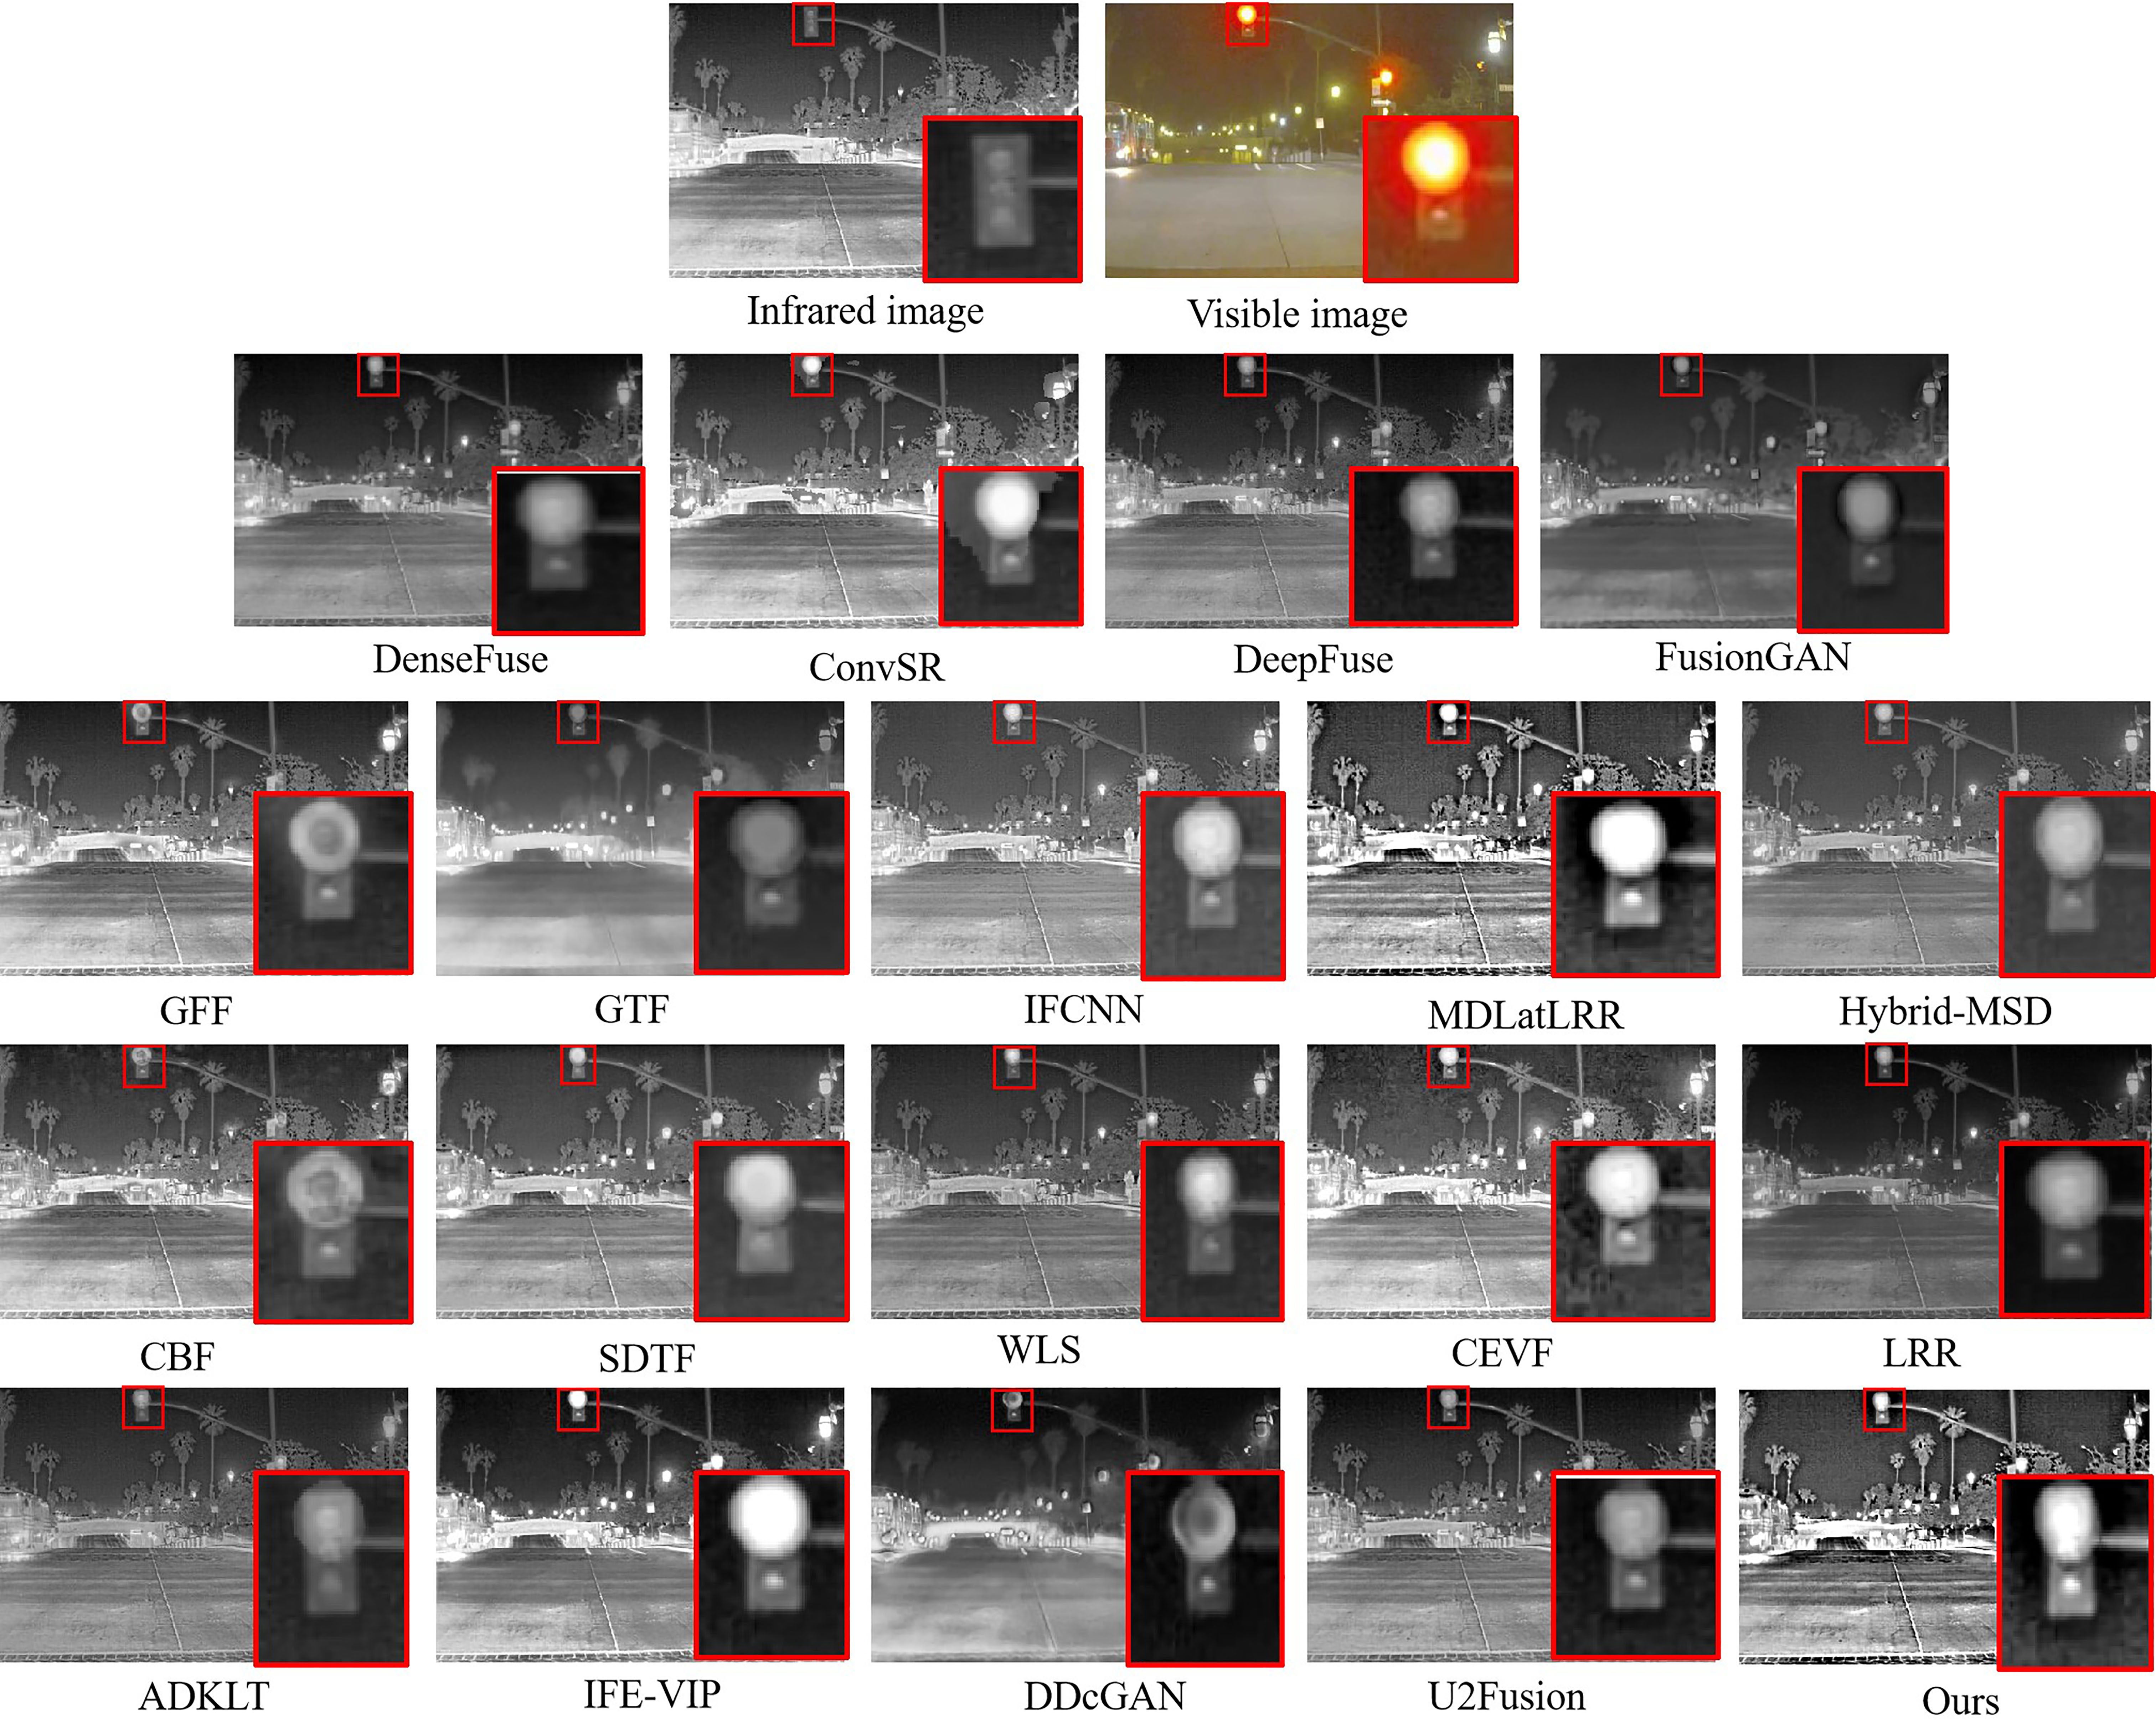 Infrared image
Visible image
DenseFuse
ConvSR
DeepFuse
FusionGAN
GFF
GTF
IFCNN
MDLatLRR
Hybrid-MSD
CBF
SDTF
WLS
CEVF
LRR
ADKLT
IFE-VIP
DDcGAN
U2Fusion
Ours